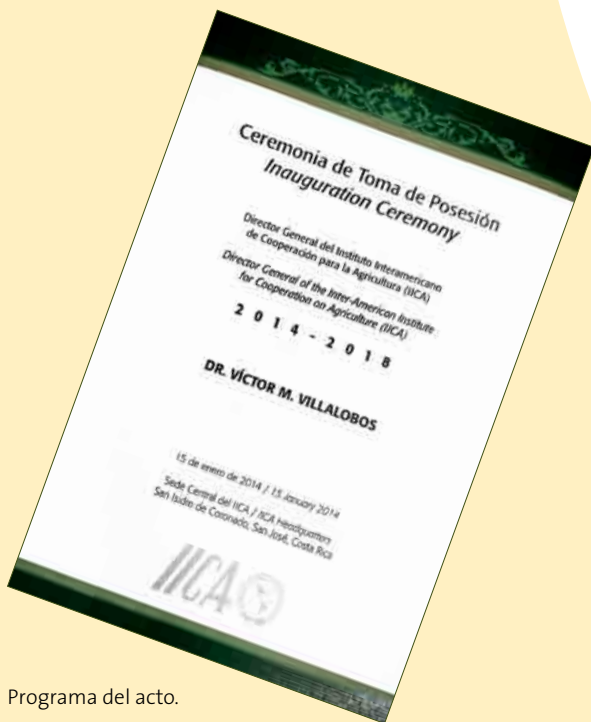 Ceremonia de Toma de Posesión
Inauguration Ceremony
Director General del Instituto Interamericano
de Cooperación para la Agricultura (IICA)
Director General of the Inter-American Institute
for Cooperation on Agriculture (IICA)
2 0 1 4 - 2 0 1 8
DR. VÍCTOR M. VILLALOBOS
15 de enero de 2014 / 15 January 2014
Sede Central del IICA / IICA Headquarters
San Isidro de Coronado, San José, Costa Rica
IICA
Programa del acto.